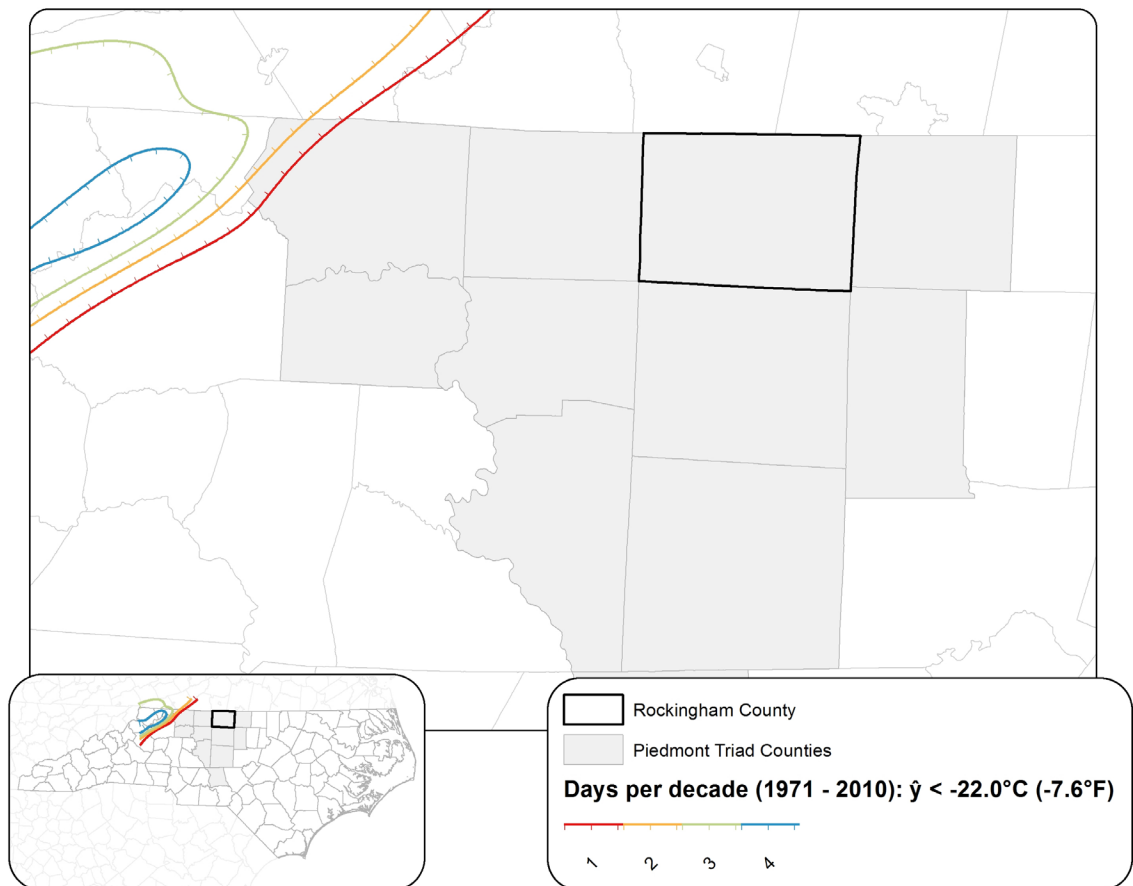 Rockingham County
Piedmont Triad Counties
Days per decade (1971 - 2010): ŷ < -22.0°C (-7.6°F)
1 2 3 4